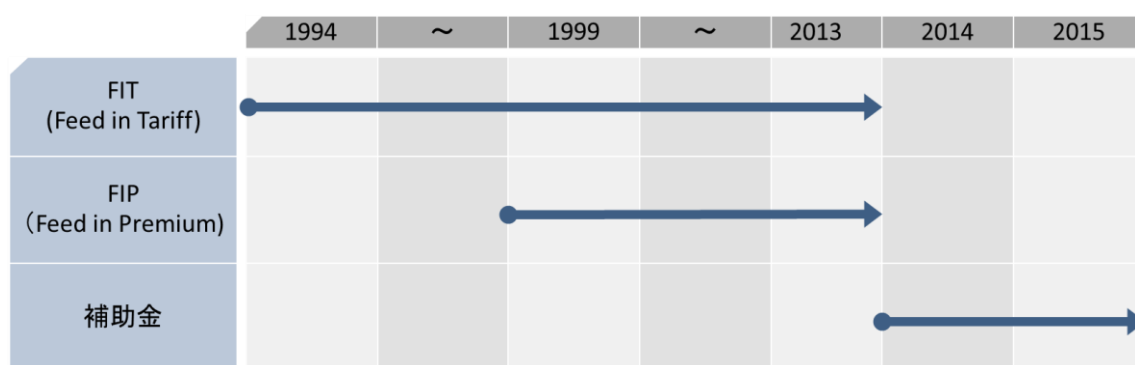 1994 ～ 1999 ～ 2013 2014 2015
FIT
(Feed in Tariff)
FIP
（Feed in Premium)
補助金